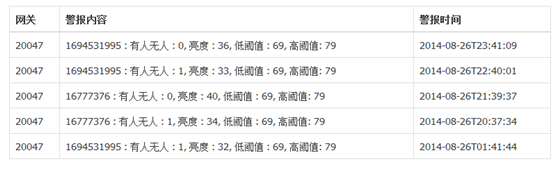 网关 警报内容 警报时间
20047 1694531995 : 有人无人 : 0, 亮度 : 36, 低阈值 : 69, 高阈值: 79 2014-08-26T23:41:09
20047 1694531995 : 有人无人 : 1, 亮度 : 33, 低阈值 : 69, 高阈值: 79 2014-08-26T22:40:01
20047 16777376 : 有人无人 : 0, 亮度 : 40, 低阈值 : 69, 高阈值: 79 2014-08-26T21:39:37
20047 16777376 : 有人无人 : 1, 亮度 : 34, 低阈值 : 69, 高阈值: 79 2014-08-26T20:37:34
20047 1694531995 : 有人无人 : 1, 亮度 : 32, 低阈值 : 69, 高阈值: 79 2014-08-26T01:41:44